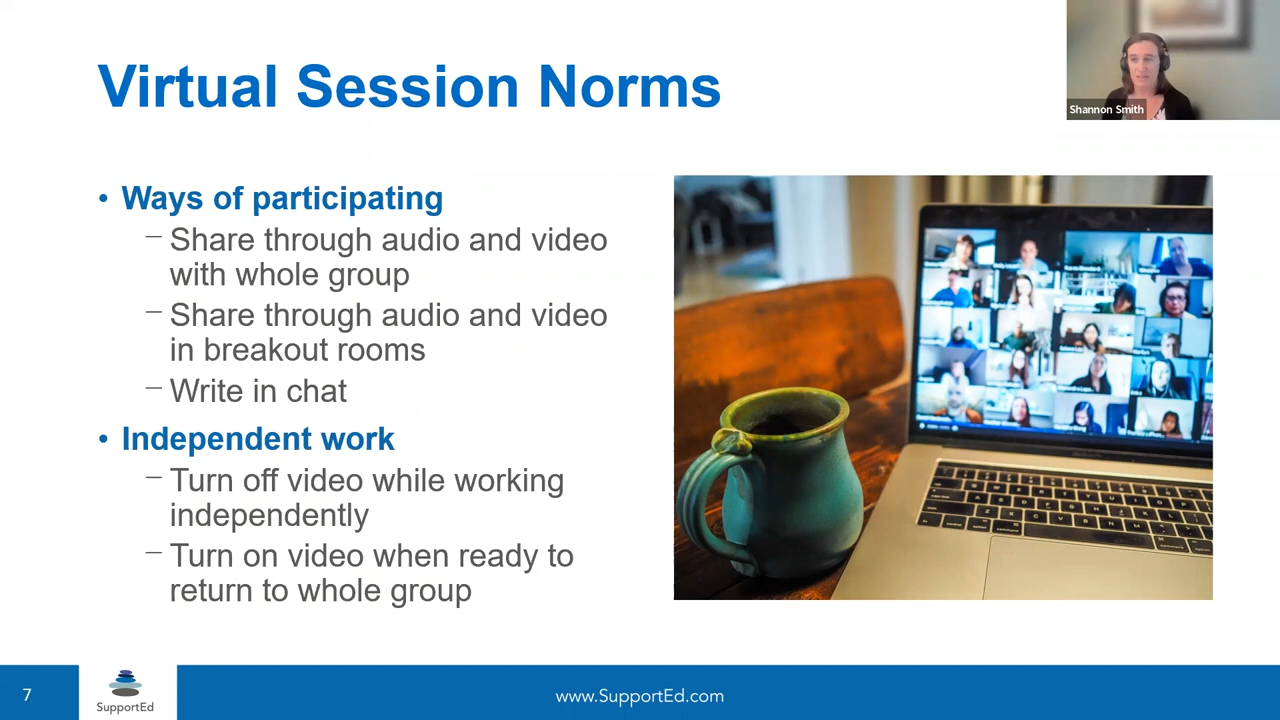 Virtual Session Norms
Shannon Smith
• Ways of participating
– Share through audio and video
with whole group
– Share through audio and video
in breakout rooms
– Write in chat
• Independent work
– Turn off video while working
independently
– Turn on video when ready to
return to whole group
7
SupportEd
www.SupportEd.com